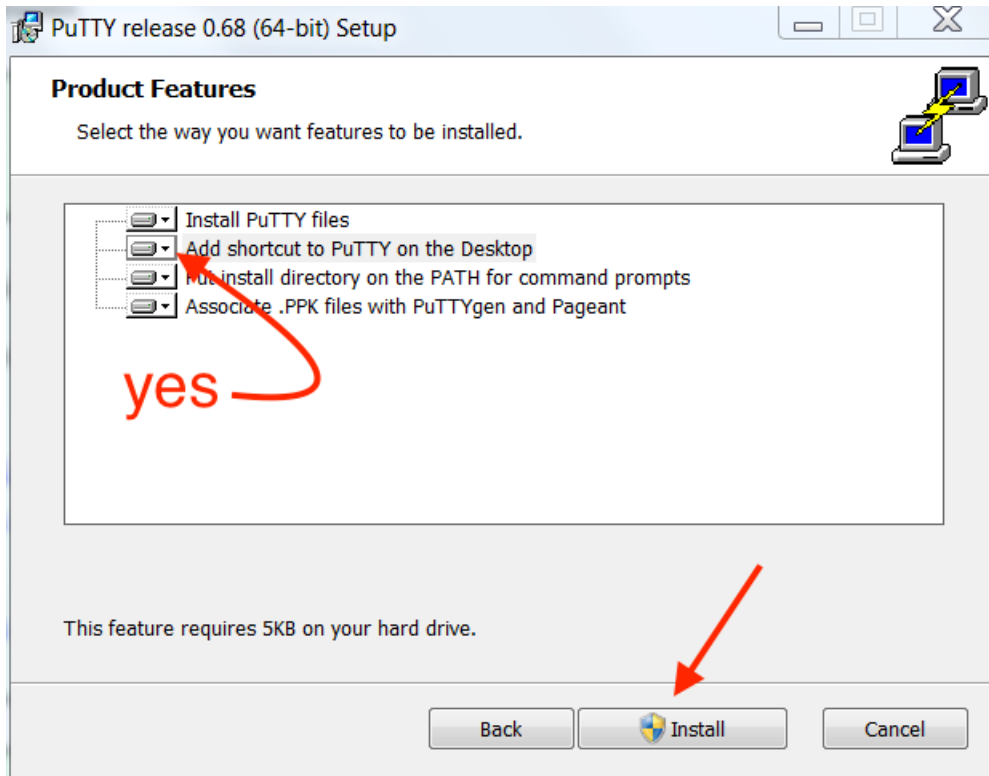 PuTTY release 0.68 (64-bit) Setup
Product Features
Select the way you want features to be installed.
Install PuTTY files
Add shortcut to PuTTY on the Desktop
Put install directory on the PATH for command prompts
Associate .PPK files with PuTTYgen and Pageant
yes
This feature requires 5KB on your hard drive.
Back
Install
Cancel